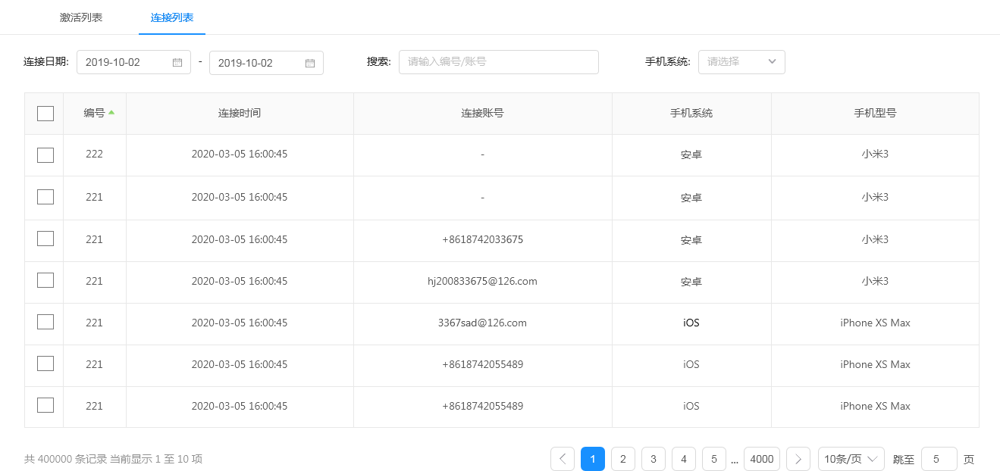 激活列表 连接列表
连接日期: 2019-10-02 - 2019-10-02 搜索: 请输入编号/账号 手机系统: 请选择
编号 连接时间 连接账号 手机系统 手机型号
222 2020-03-05 16:00:45 - 安卓 小米3
221 2020-03-05 16:00:45 - 安卓 小米3
221 2020-03-05 16:00:45 +8618742033675 安卓 小米3
221 2020-03-05 16:00:45 hj200833675@126.com 安卓 小米3
221 2020-03-05 16:00:45 3367sad@126.com iOS iPhone XS Max
221 2020-03-05 16:00:45 +8618742055489 iOS iPhone XS Max
221 2020-03-05 16:00:45 +8618742055489 iOS iPhone XS Max
共 400000 条记录 当前显示 1 至 10 项 1 2 3 4 5 ... 4000 10条/页 跳至 5 页